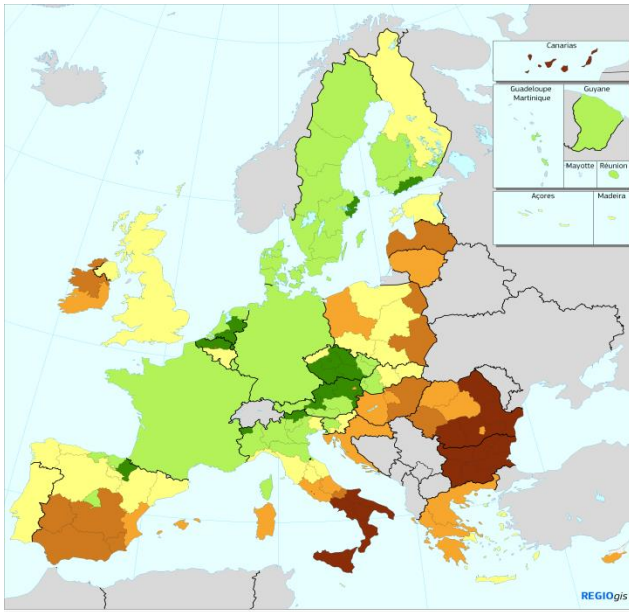 Canarias
Guadeloupe
Martinique
Guyane
Mayotte
Réunion
Açores
Madeira
REGIOgis